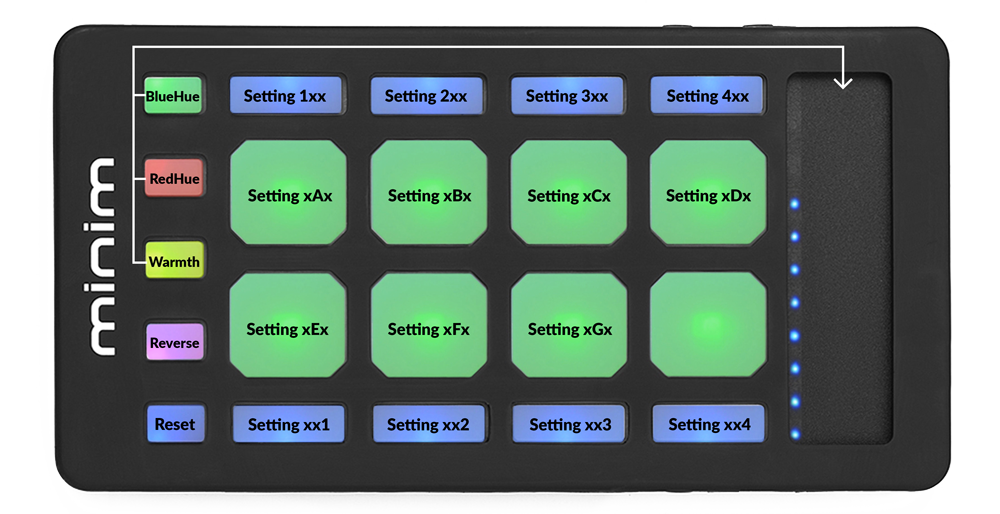 minim
BlueHue
Setting 1xx
Setting 2xx
Setting 3xx
Setting 4xx
RedHue
Setting xAx
Setting xBx
Setting xCx
Setting xDx
Warmth
Reverse
Setting xEx
Setting xFx
Setting xGx
Reset
Setting xx1
Setting xx2
Setting xx3
Setting xx4